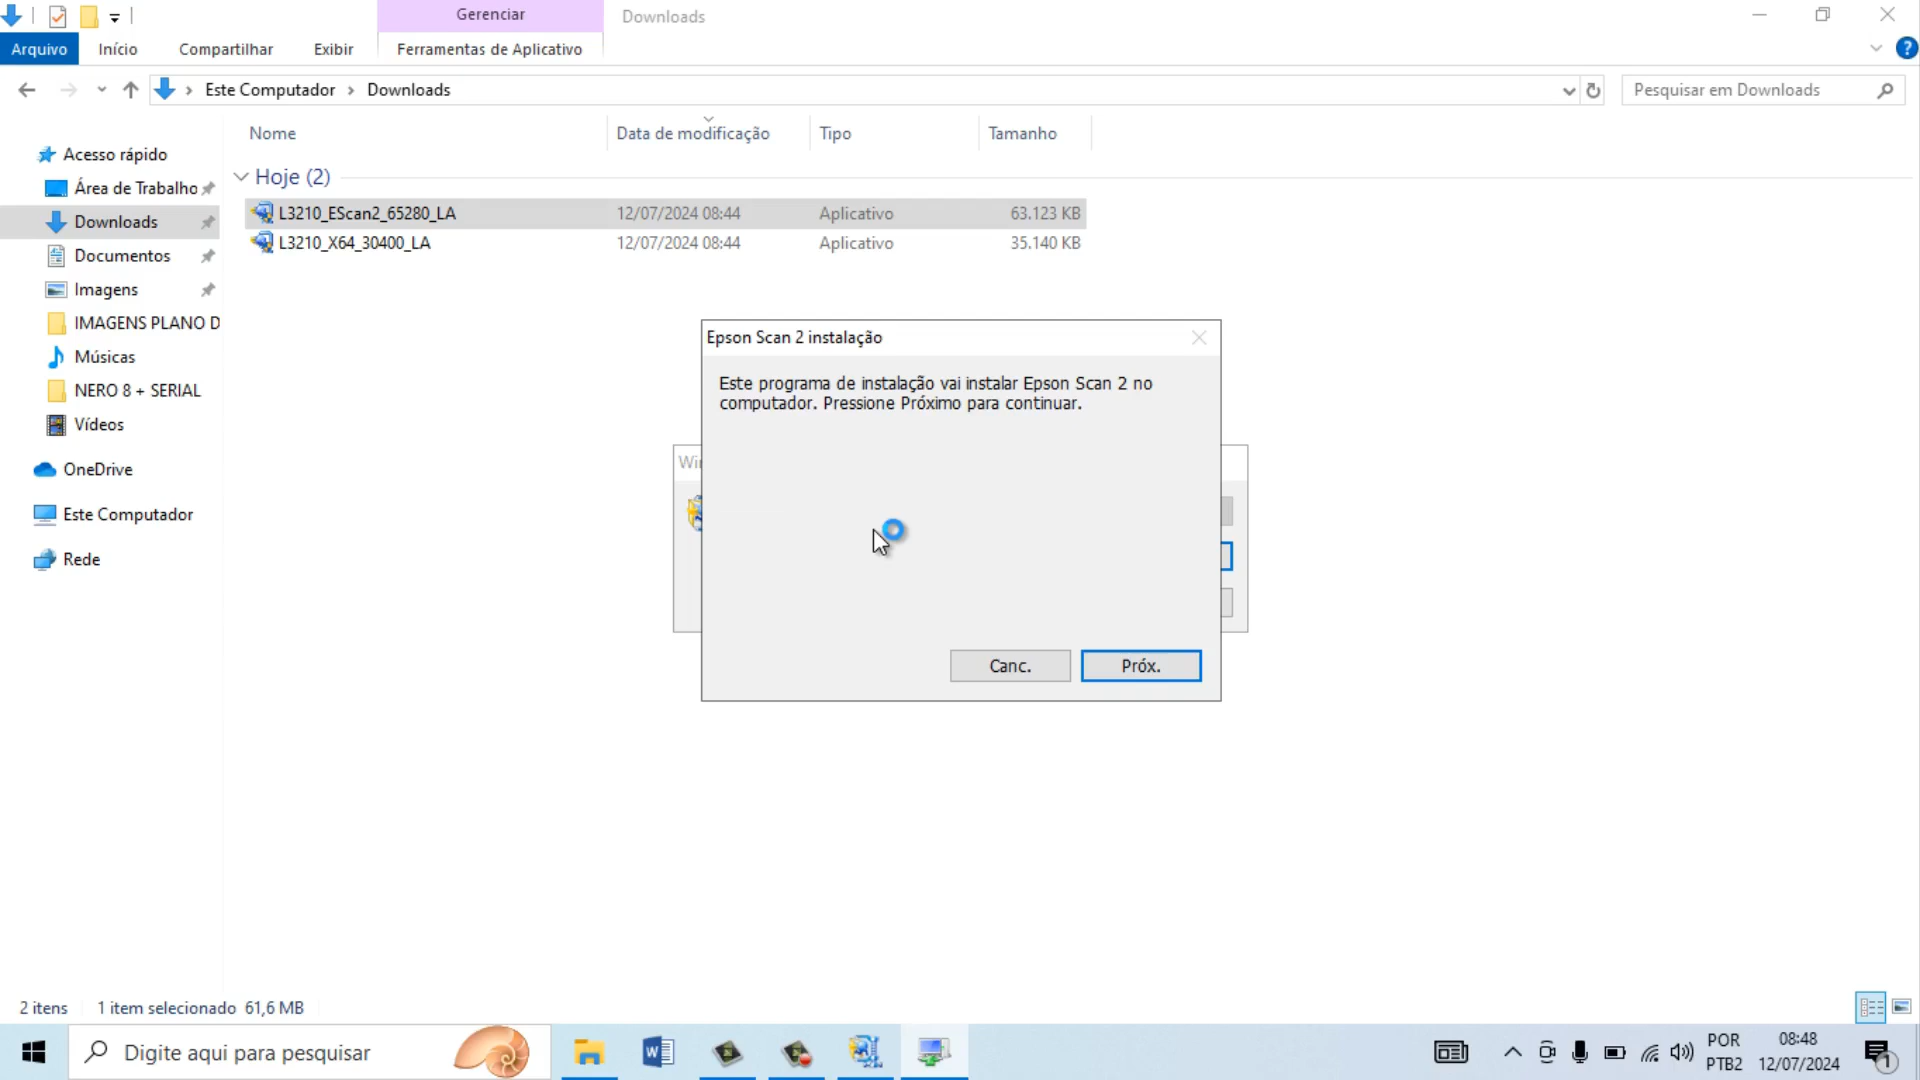 Gerenciar
Downloads
Arquivo
Início
Compartilhar
Exibir
Ferramentas de Aplicativo
?
Este Computador
Downloads
Pesquisar em Downloads
Nome
Data de modificação
Tipo
Tamanho
Acesso rápido
Área de Trabalho
Downloads
Documentos
Imagens
IMAGENS PLANO D
Músicas
NERO 8 + SERIAL
Vídeos
OneDrive
Este Computador
Rede
Hoje (2)
L3210_EScan2_65280_LA 12/07/2024 08:44 Aplicativo 63.123 KB
L3210_X64_30400_LA 12/07/2024 08:44 Aplicativo 35.140 KB
Epson Scan 2 instalação
Este programa de instalação vai instalar Epson Scan 2 no
computador. Pressione Próximo para continuar.
Canc.
Próx.
2 itens
1 item selecionado 61,6 MB
Digite aqui para pesquisar
POR
PTB2
08:48
12/07/2024
1